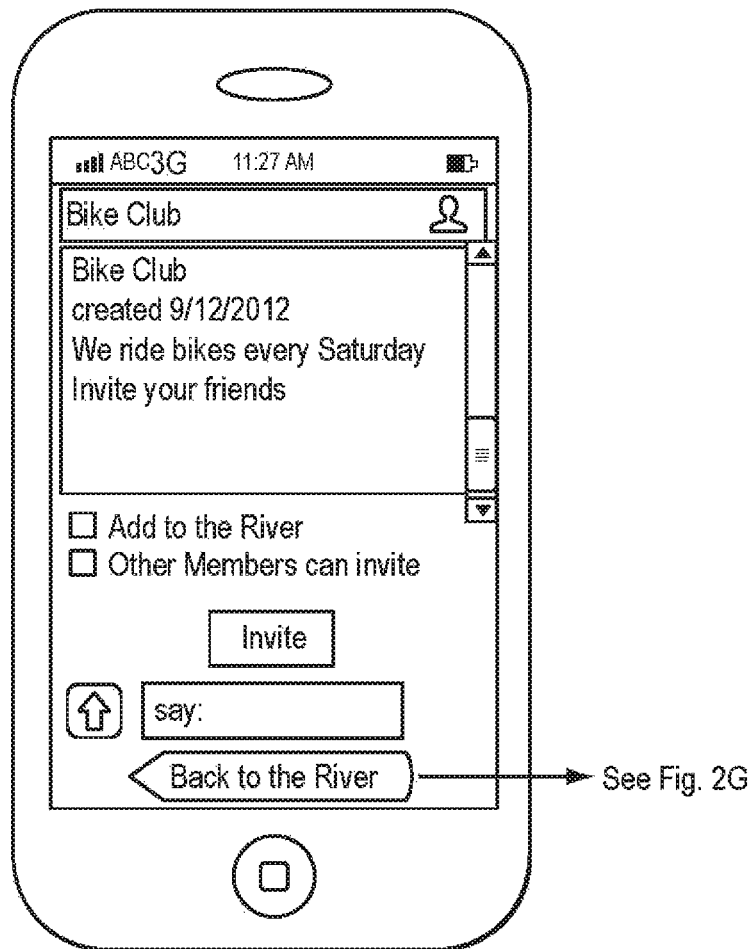 ABC3G 11:27 AM
Bike Club
Bike Club
created 9/12/2012
We ride bikes every Saturday
Invite your friends
Add to the River
Other Members can invite
Invite
say:
Back to the River
See Fig. 2G